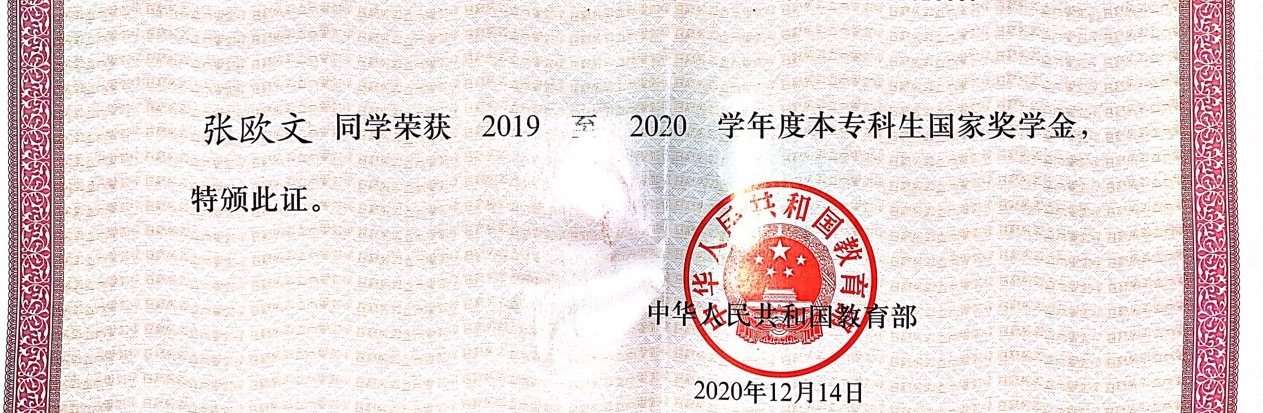 张欧文 同学荣获 2019 至 2020 学年度本专科生国家奖学金，
特颁此证。
中华人民共和国教育部
中华人民共和国教育部
2020年12月14日